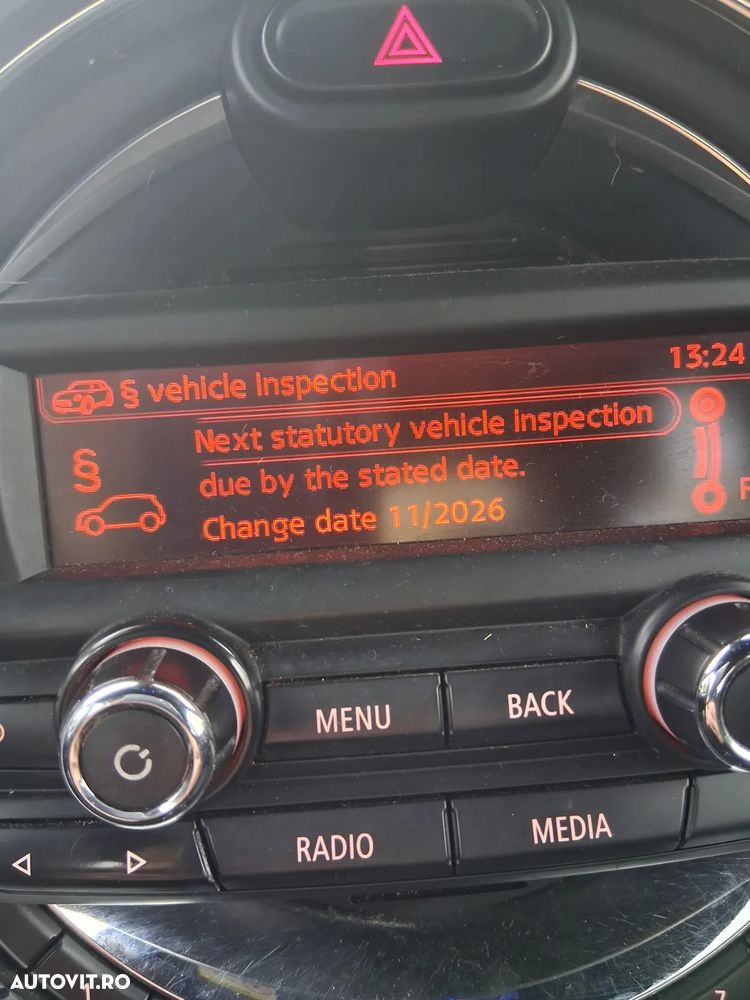 § vehicle inspection 13:24
§
Next statutory vehicle inspection
due by the stated date.
Change date 11/2026
MENU
BACK
RADIO
MEDIA
1
AUTOVIT.RO